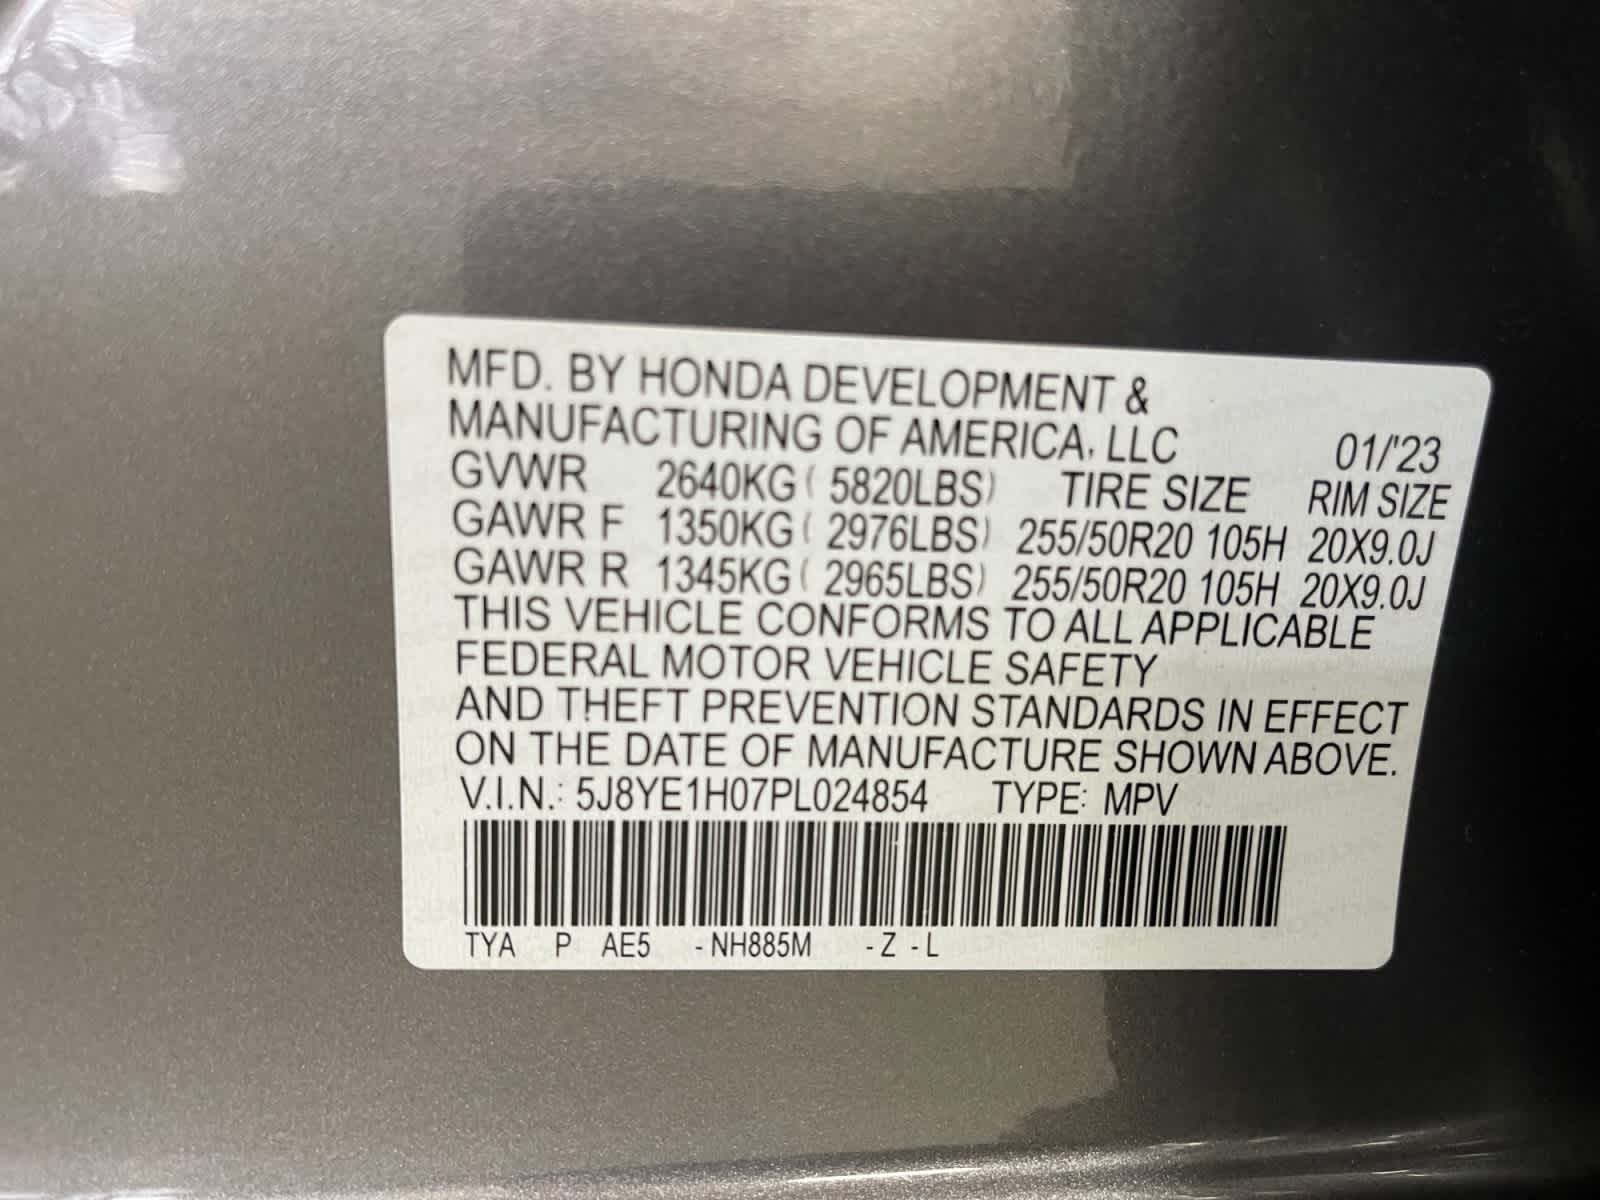 MFD. BY HONDA DEVELOPMENT &
MANUFACTURING OF AMERICA, LLC 01/'23
GVWR 2640KG ( 5820LBS) TIRE SIZE RIM SIZE
GAWR F 1350KG ( 2976LBS) 255/50R20 105H 20X9.0J
GAWR R 1345KG ( 2965LBS) 255/50R20 105H 20X9.0J
THIS VEHICLE CONFORMS TO ALL APPLICABLE
FEDERAL MOTOR VEHICLE SAFETY
AND THEFT PREVENTION STANDARDS IN EFFECT
ON THE DATE OF MANUFACTURE SHOWN ABOVE.
V.I.N.: 5J8YE1H07PL024854 TYPE: MPV
TYA P AE5 -NH885M -Z -L